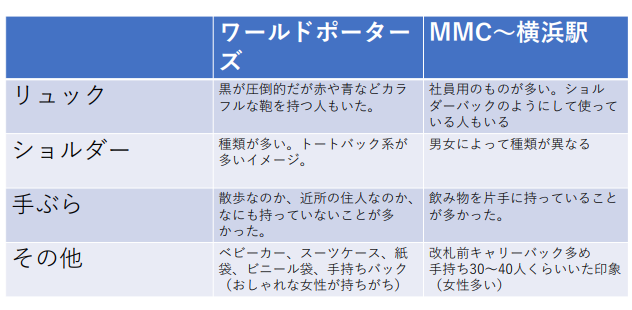 ワールドポーター
ズ
MMC～横浜駅
リュック
黒が圧倒的だが赤や青などカラ
フルな鞄を持つ人もいた。
社員用のものが多い。ショル
ダーバックのようにして使って
いる人もいる
ショルダー
種類が多い。トートバック系が
多いイメージ。
男女によって種類が異なる
手ぶら
散歩なのか、近所の住人なのか、
なにも持っていないことが多
かった。
飲み物を片手に持っていること
が多かった。
その他
ベビーカー、スーツケース、紙
袋、ビニール袋、手持ちバック
（おしゃれな女性が持ちがち）
改札前キャリーバック多め
手持ち30～40人くらいいた印象
（女性多い）